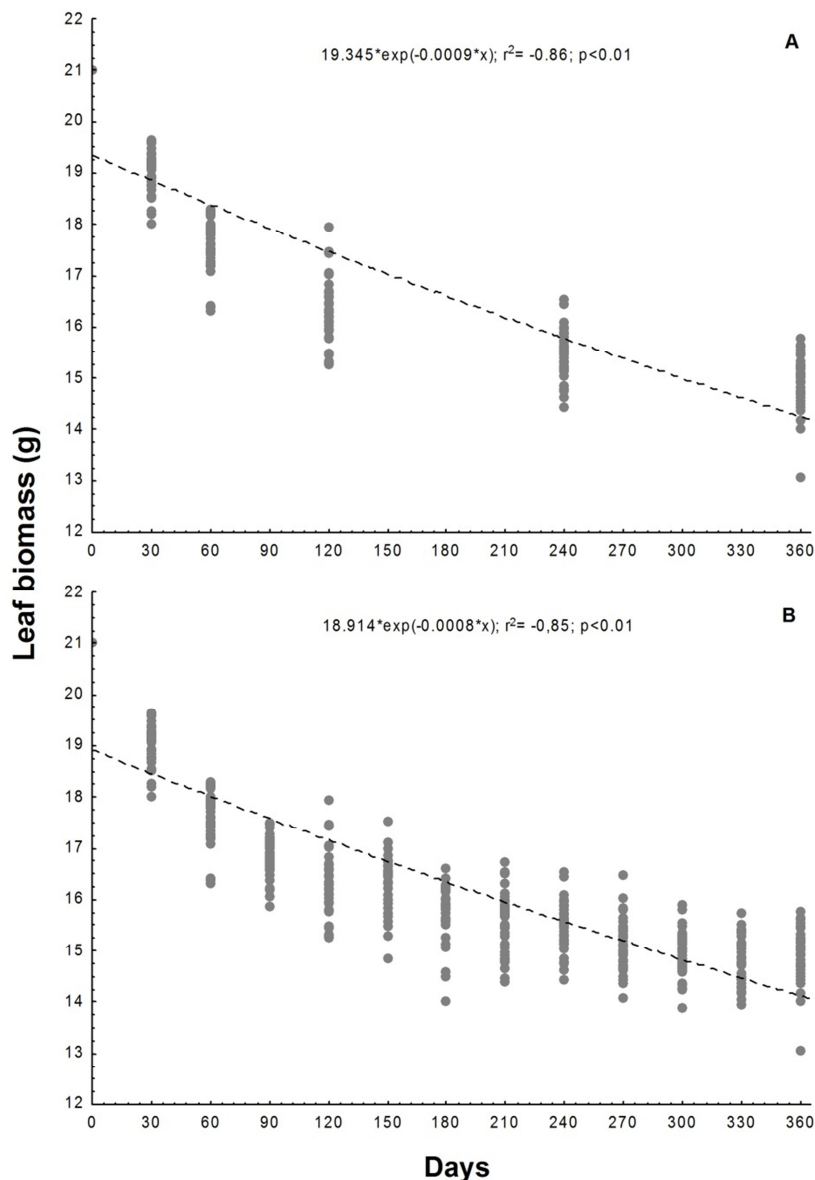 22
21
20
19
18
17
16
15
14
13
12
19.345*exp(-0.0009*x); r²= -0.86; p<0.01
A
0 30 60 90 120 150 180 210 240 270 300 330 360
Leaf biomass (g)
22
21
20
19
18
17
16
15
14
13
12
18.914*exp(-0.0008*x); r²= -0,85; p<0.01
B
0 30 60 90 120 150 180 210 240 270 300 330 360
Days